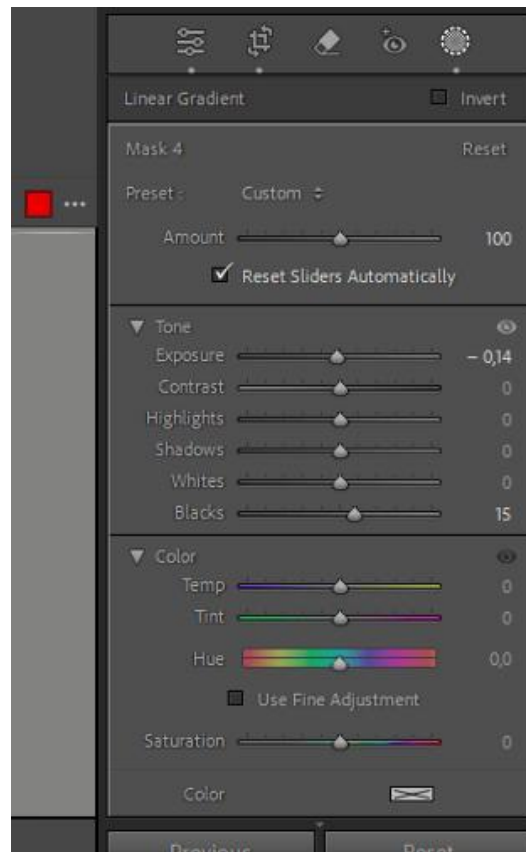 Linear Gradient Invert
Mask 4 Reset
Preset : Custom
Amount 100
Reset Sliders Automatically
Tone
Exposure – 0,14
Contrast 0
Highlights 0
Shadows 0
Whites 0
Blacks 15
Color
Temp 0
Tint 0
Hue 0,0
Use Fine Adjustment
Saturation 0
Color
Previous Reset